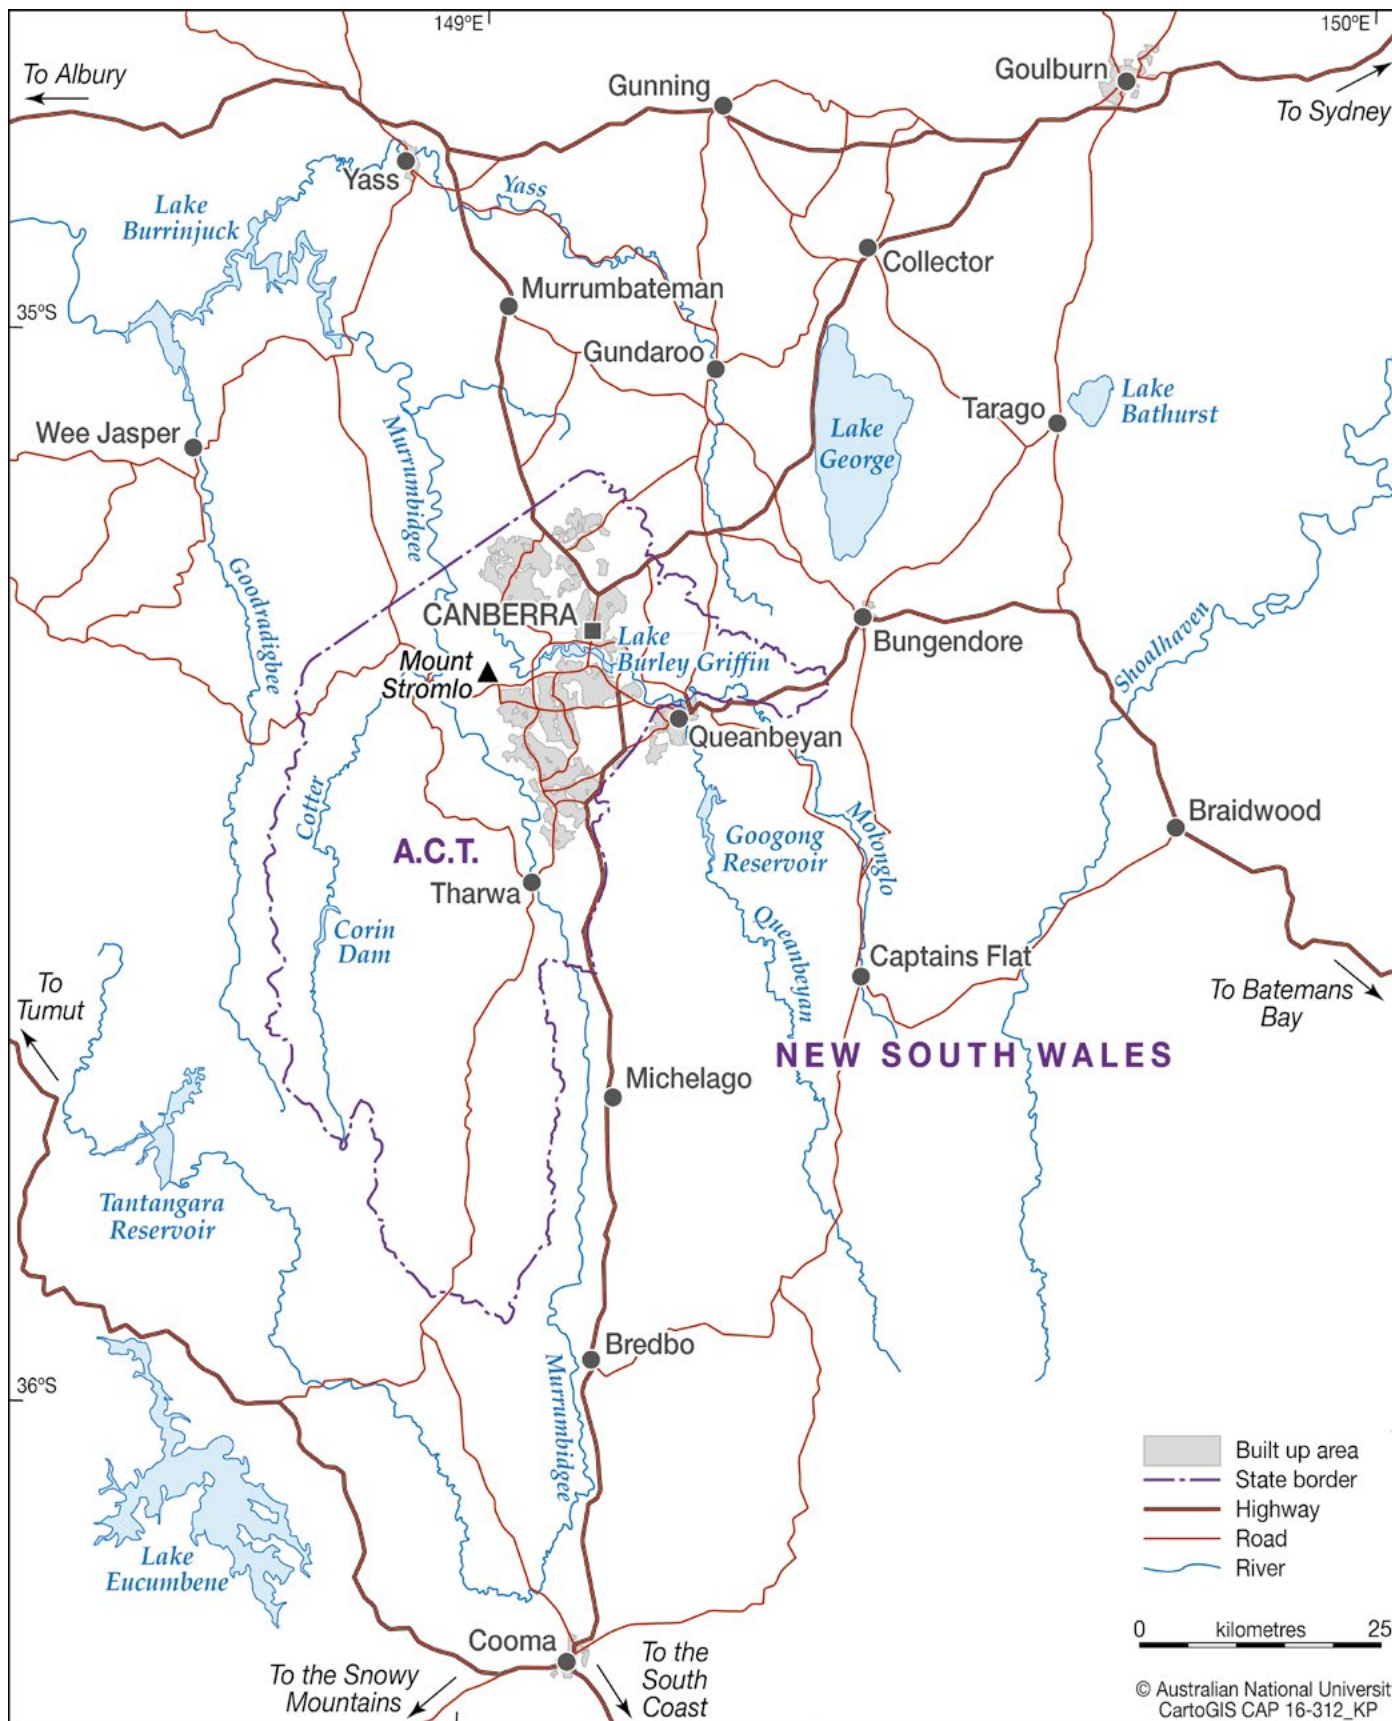 149°E
150°E
To Albury
Gunning
Goulburn
To Sydney
Yass
Yass
Lake
Burrinjuck
Collector
Murrumbateman
35°S
Gundaroo
Lake
Bathurst
Tarago
Wee Jasper
Murrumbidgee
Lake
George
Goodradigbee
CANBERRA
Lake
Burley Griffin
Bungendore
Shoalhaven
Mount
Stromlo
Queanbeyan
Cotter
Braidwood
Googong
Reservoir
Molonglo
A.C.T.
Tharwa
Corin
Dam
Queanbeyan
Captains Flat
To
Tumut
To Batemans
Bay
NEW SOUTH WALES
Michelago
Tantangara
Reservoir
Bredbo
Murrumbidgee
36°S
Lake
Eucumbene
Built up area
State border
Highway
Road
River
0 kilometres 25
Cooma
To the Snowy
Mountains
To the
South
Coast
© Australian National Universit
CartoGIS CAP 16-312_KP